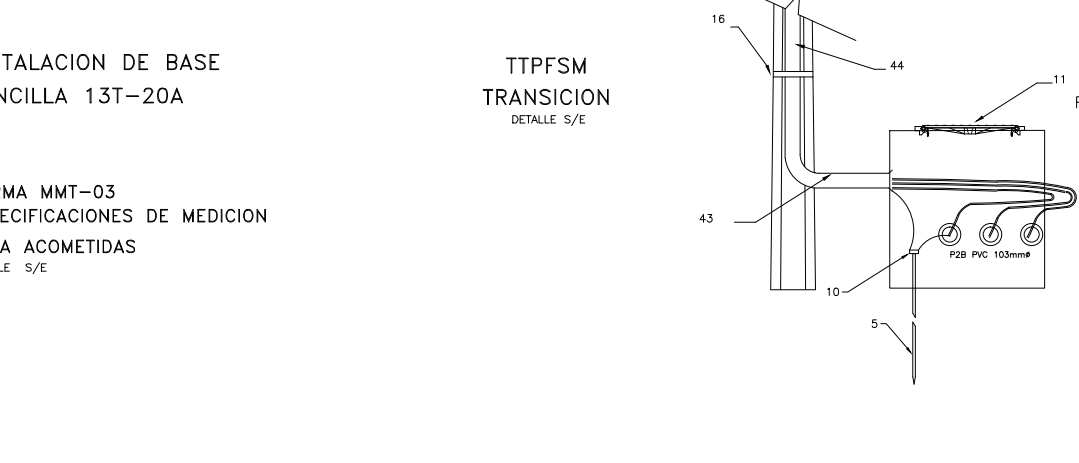 TALACION DE BASE
NCILLA 13T-20A
RMA MMT-03
ECIFICACIONES DE MEDICION
A ACOMETIDAS
LE S/E
TTPFSM
TRANSICION
DETALLE S/E
16
44
11
43
P2B PVC 103mmø
10
5